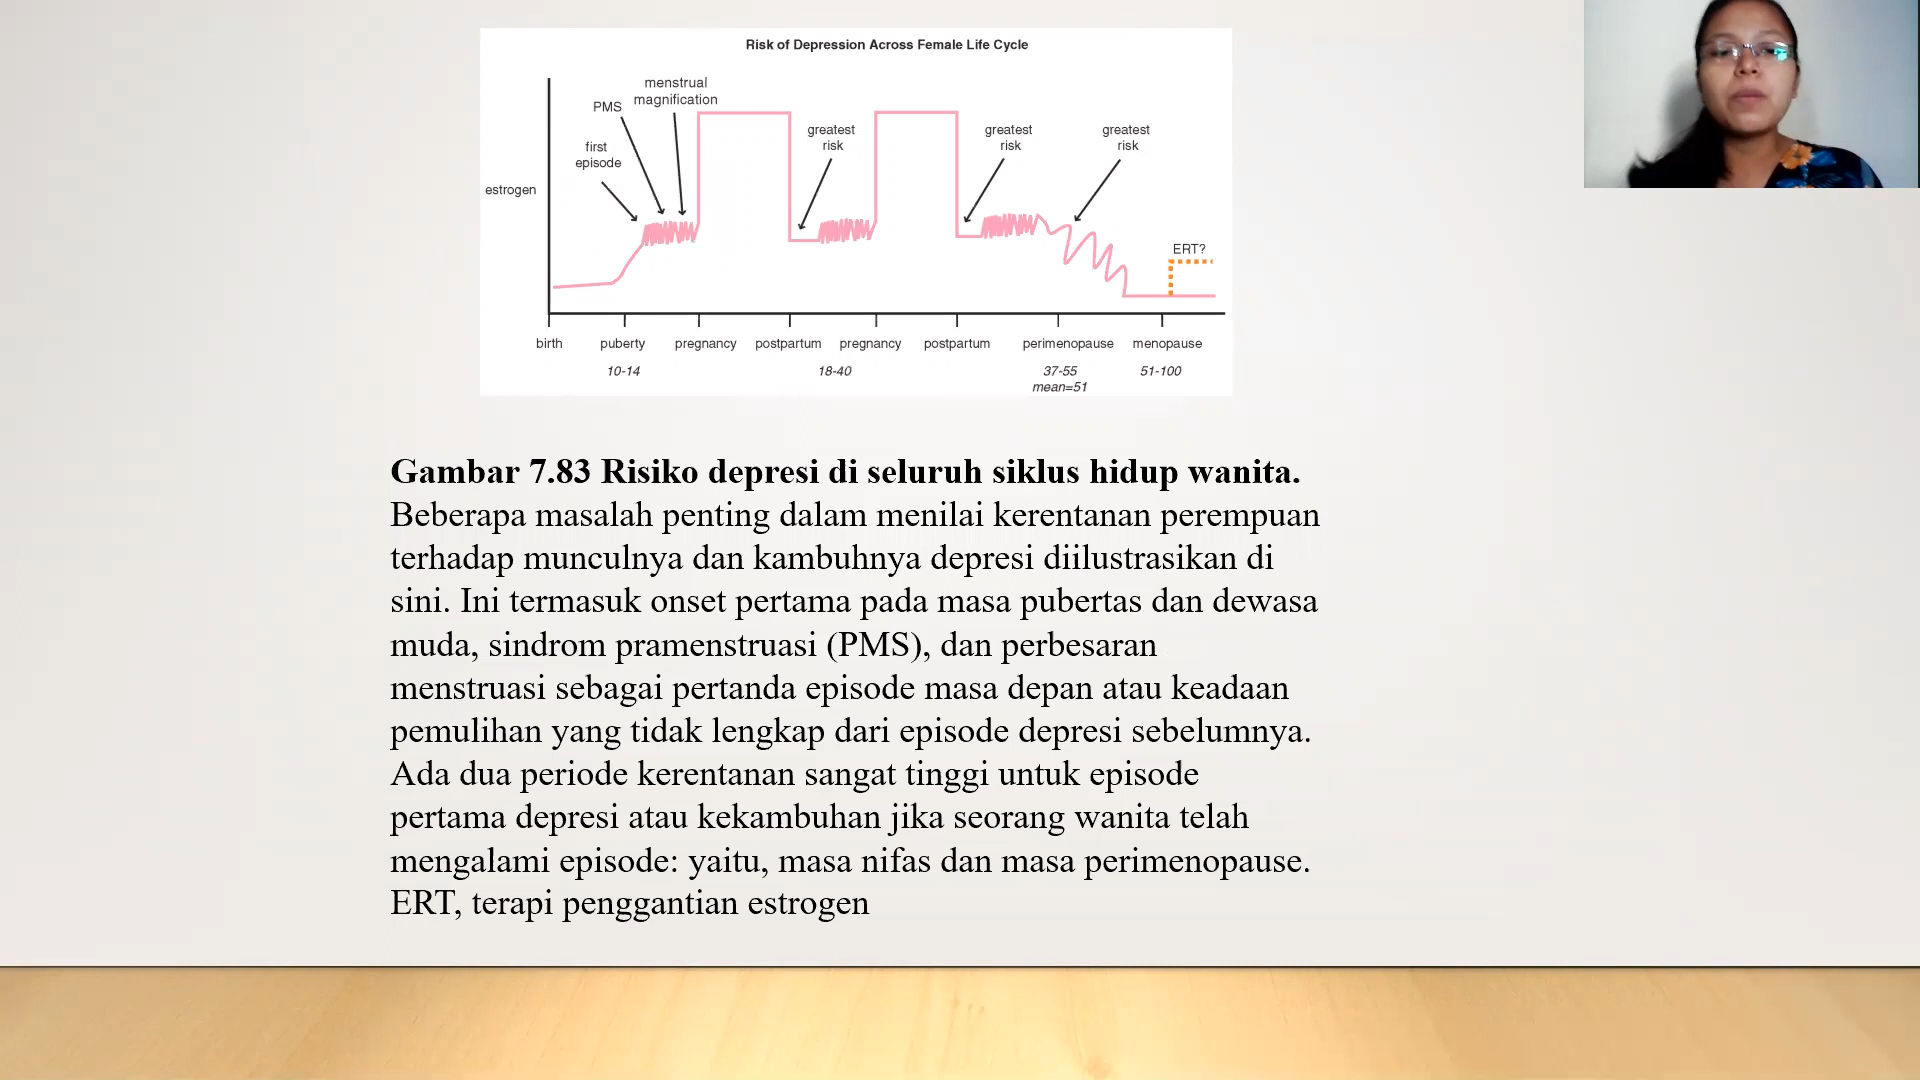 Risk of Depression Across Female Life Cycle
menstrual
magnification
PMS
first
episode
greatest
risk
greatest
risk
greatest
risk
estrogen
ERT?
birth
puberty
pregnancy
postpartum
pregnancy
postpartum
perimenopause
menopause
10-14
18-40
37-55
mean=51
51-100
Gambar 7.83 Risiko depresi di seluruh siklus hidup wanita.
Beberapa masalah penting dalam menilai kerentanan perempuan
terhadap munculnya dan kambuhnya depresi diilustrasikan di
sini. Ini termasuk onset pertama pada masa pubertas dan dewasa
muda, sindrom pramenstruasi (PMS), dan perbesaran
menstruasi sebagai pertanda episode masa depan atau keadaan
pemulihan yang tidak lengkap dari episode depresi sebelumnya.
Ada dua periode kerentanan sangat tinggi untuk episode
pertama depresi atau kekambuhan jika seorang wanita telah
mengalami episode: yaitu, masa nifas dan masa perimenopause.
ERT, terapi penggantian estrogen